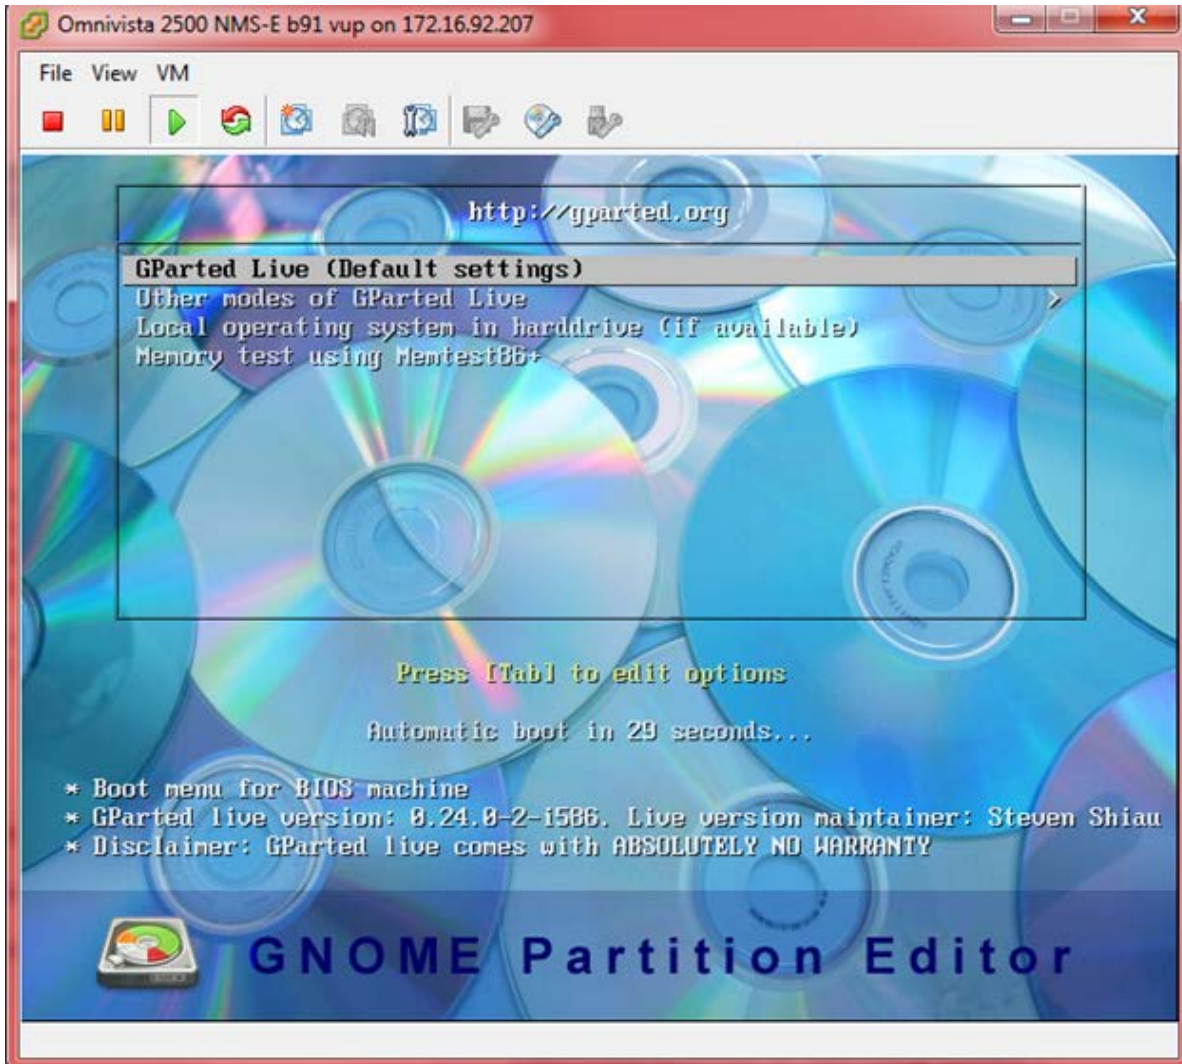 Omnivista 2500 NMS-E b91 vup on 172.16.92.207
File View VM
http://gparted.org
GParted Live (Default settings)
Other modes of GParted Live >
Local operating system in harddrive (if available)
Memory test using Memtest86+
Press [Tab] to edit options
Automatic boot in 29 seconds...
* Boot menu for BIOS machine
* GParted live version: 0.24.0-2-i586. Live version maintainer: Steven Shiau
* Disclaimer: GParted live comes with ABSOLUTELY NO WARRANTY
GNOME Partition Editor